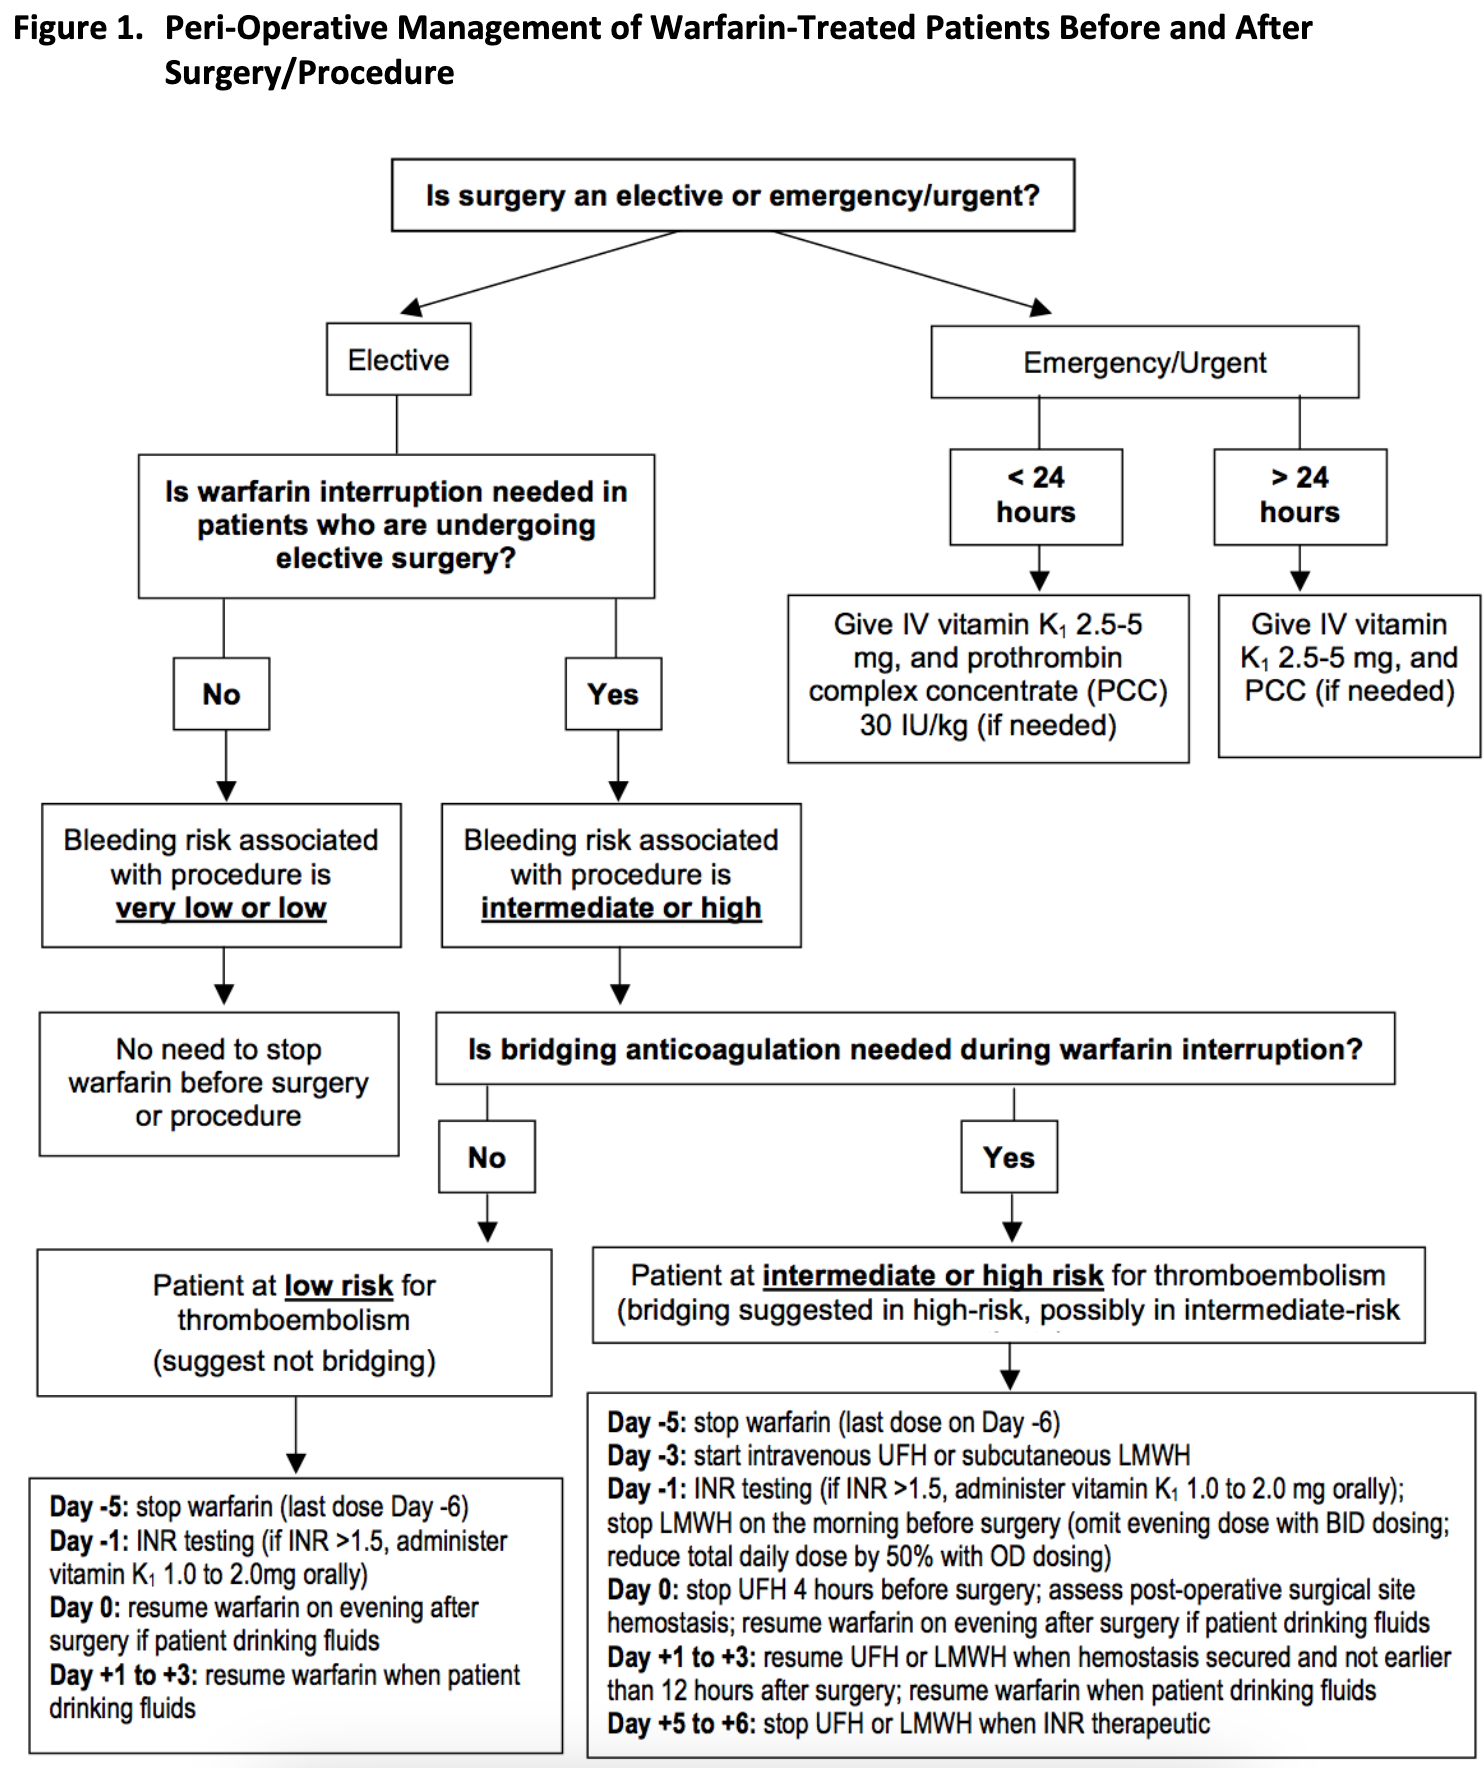 Figure 1. Peri-Operative Management of Warfarin-Treated Patients Before and After
Surgery/Procedure
Is surgery an elective or emergency/urgent?
Elective
Emergency/Urgent
Is warfarin interruption needed in
patients who are undergoing
elective surgery?
< 24
hours
> 24
hours
Give IV vitamin K₁ 2.5-5
mg, and prothrombin
complex concentrate (PCC)
30 IU/kg (if needed)
Give IV vitamin
K₁ 2.5-5 mg, and
PCC (if needed)
No
Yes
Bleeding risk associated
with procedure is
very low or low
Bleeding risk associated
with procedure is
intermediate or high
No need to stop
warfarin before surgery
or procedure
Is bridging anticoagulation needed during warfarin interruption?
No
Yes
Patient at low risk for
thromboembolism
(suggest not bridging)
Patient at intermediate or high risk for thromboembolism
(bridging suggested in high-risk, possibly in intermediate-risk
Day -5: stop warfarin (last dose Day -6)
Day -1: INR testing (if INR >1.5, administer
vitamin K₁ 1.0 to 2.0mg orally)
Day 0: resume warfarin on evening after
surgery if patient drinking fluids
Day +1 to +3: resume warfarin when patient
drinking fluids
Day -5: stop warfarin (last dose on Day -6)
Day -3: start intravenous UFH or subcutaneous LMWH
Day -1: INR testing (if INR >1.5, administer vitamin K₁ 1.0 to 2.0 mg orally);
stop LMWH on the morning before surgery (omit evening dose with BID dosing;
reduce total daily dose by 50% with OD dosing)
Day 0: stop UFH 4 hours before surgery; assess post-operative surgical site
hemostasis; resume warfarin on evening after surgery if patient drinking fluids
Day +1 to +3: resume UFH or LMWH when hemostasis secured and not earlier
than 12 hours after surgery; resume warfarin when patient drinking fluids
Day +5 to +6: stop UFH or LMWH when INR therapeutic